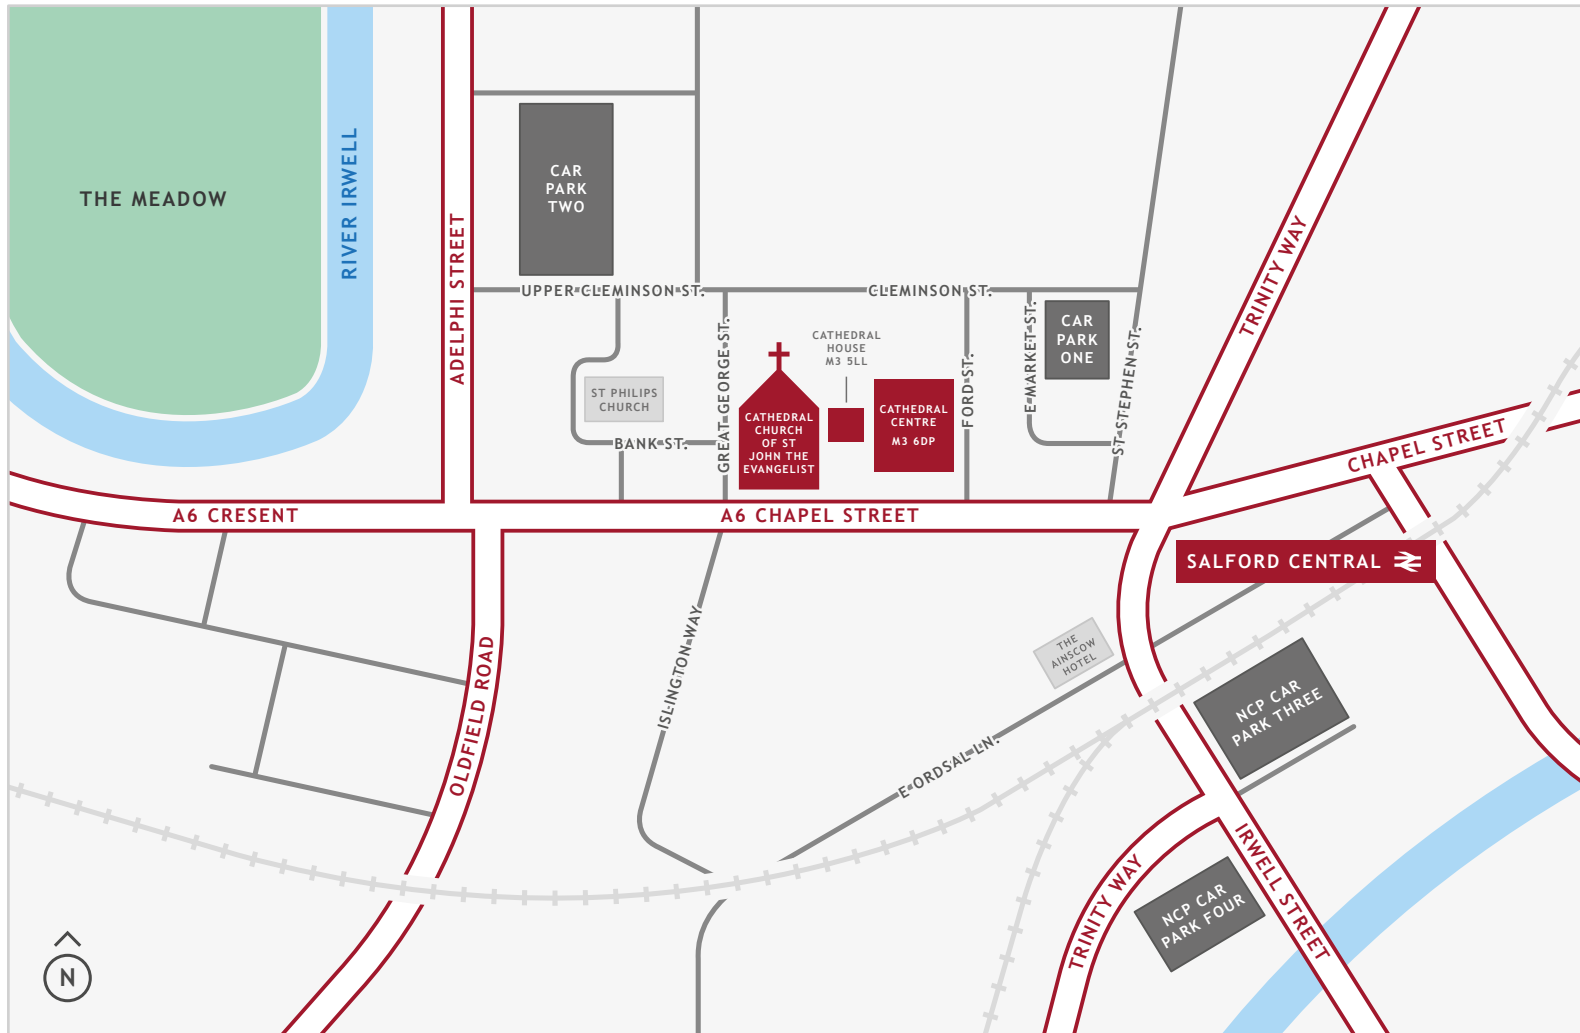 THE MEADOW
RIVER IRWELL
ADELPHI STREET
CAR
PARK
TWO
UPPER CLEMINSON ST.
CLEMINSON ST.
GREAT GEORGE ST.
ST PHILIPS
CHURCH
BANK ST.
CATHEDRAL
CHURCH
OF ST
JOHN THE
EVANGELIST
CATHEDRAL
HOUSE
M3 5LL
CATHEDRAL
CENTRE
M3 6DP
FORD ST.
E MARKET ST.
CAR
PARK
ONE
ST STEPHEN ST.
TRINITY WAY
CHAPEL STREET
A6 CRESENT
A6 CHAPEL STREET
SALFORD CENTRAL
OLDFIELD ROAD
ISLINGTON WAY
THE
AINSCOW
HOTEL
E ORDSAL LN.
NCP CAR
PARK THREE
IRWELL STREET
TRINITY WAY
NCP CAR
PARK FOUR
N